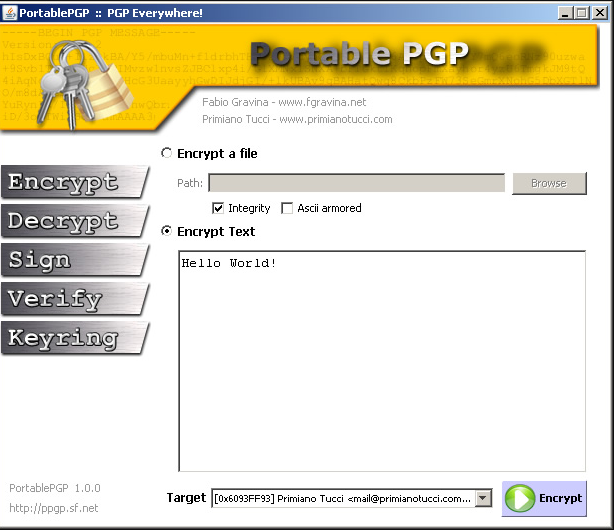 PortablePGP :: PGP Everywhere!
-----BEGIN PGP MESSAGE-----
Portable PGP
Fabio Gravina - www.fgravina.net
Primiano Tucci - www.primianotucci.com
Encrypt
Decrypt
Sign
Verify
Keyring
Encrypt a file
Path:
Browse
Integrity
Ascii armored
Encrypt Text
Hello World!
PortablePGP 1.0.0
http://ppgp.sf.net
Target
[0x6093FF93] Primiano Tucci <mail@primianotucci.com...
Encrypt